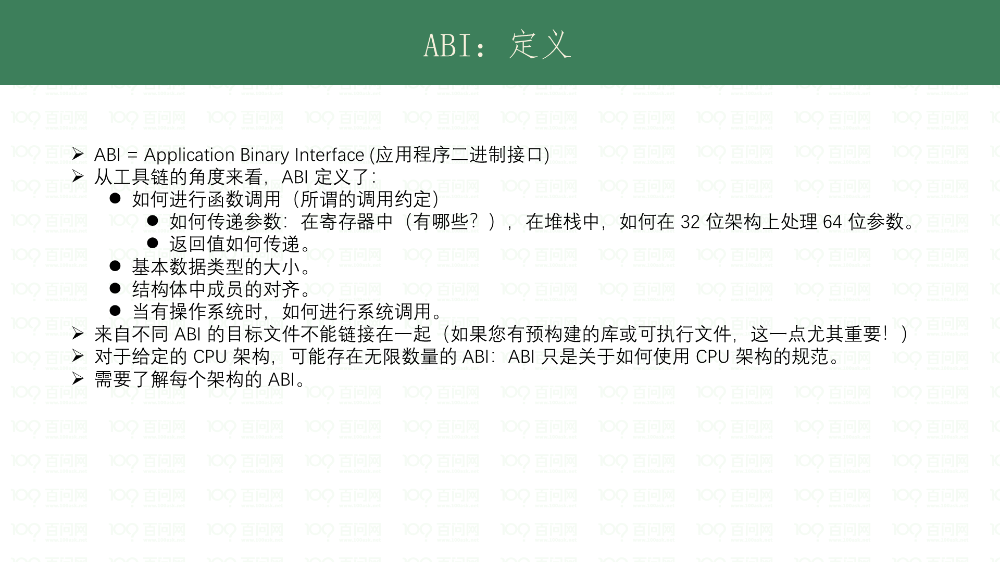 ABI：定义
ABI = Application Binary Interface (应用程序二进制接口)
从工具链的角度来看，ABI 定义了：
如何进行函数调用（所谓的调用约定）
如何传递参数：在寄存器中（有哪些？），在堆栈中，如何在 32 位架构上处理 64 位参数。
返回值如何传递。
基本数据类型的大小。
结构体中成员的对齐。
当有操作系统时，如何进行系统调用。
来自不同 ABI 的目标文件不能链接在一起（如果您有预构建的库或可执行文件，这一点尤其重要！）
对于给定的 CPU 架构，可能存在无限数量的 ABI：ABI 只是关于如何使用 CPU 架构的规范。
需要了解每个架构的 ABI。